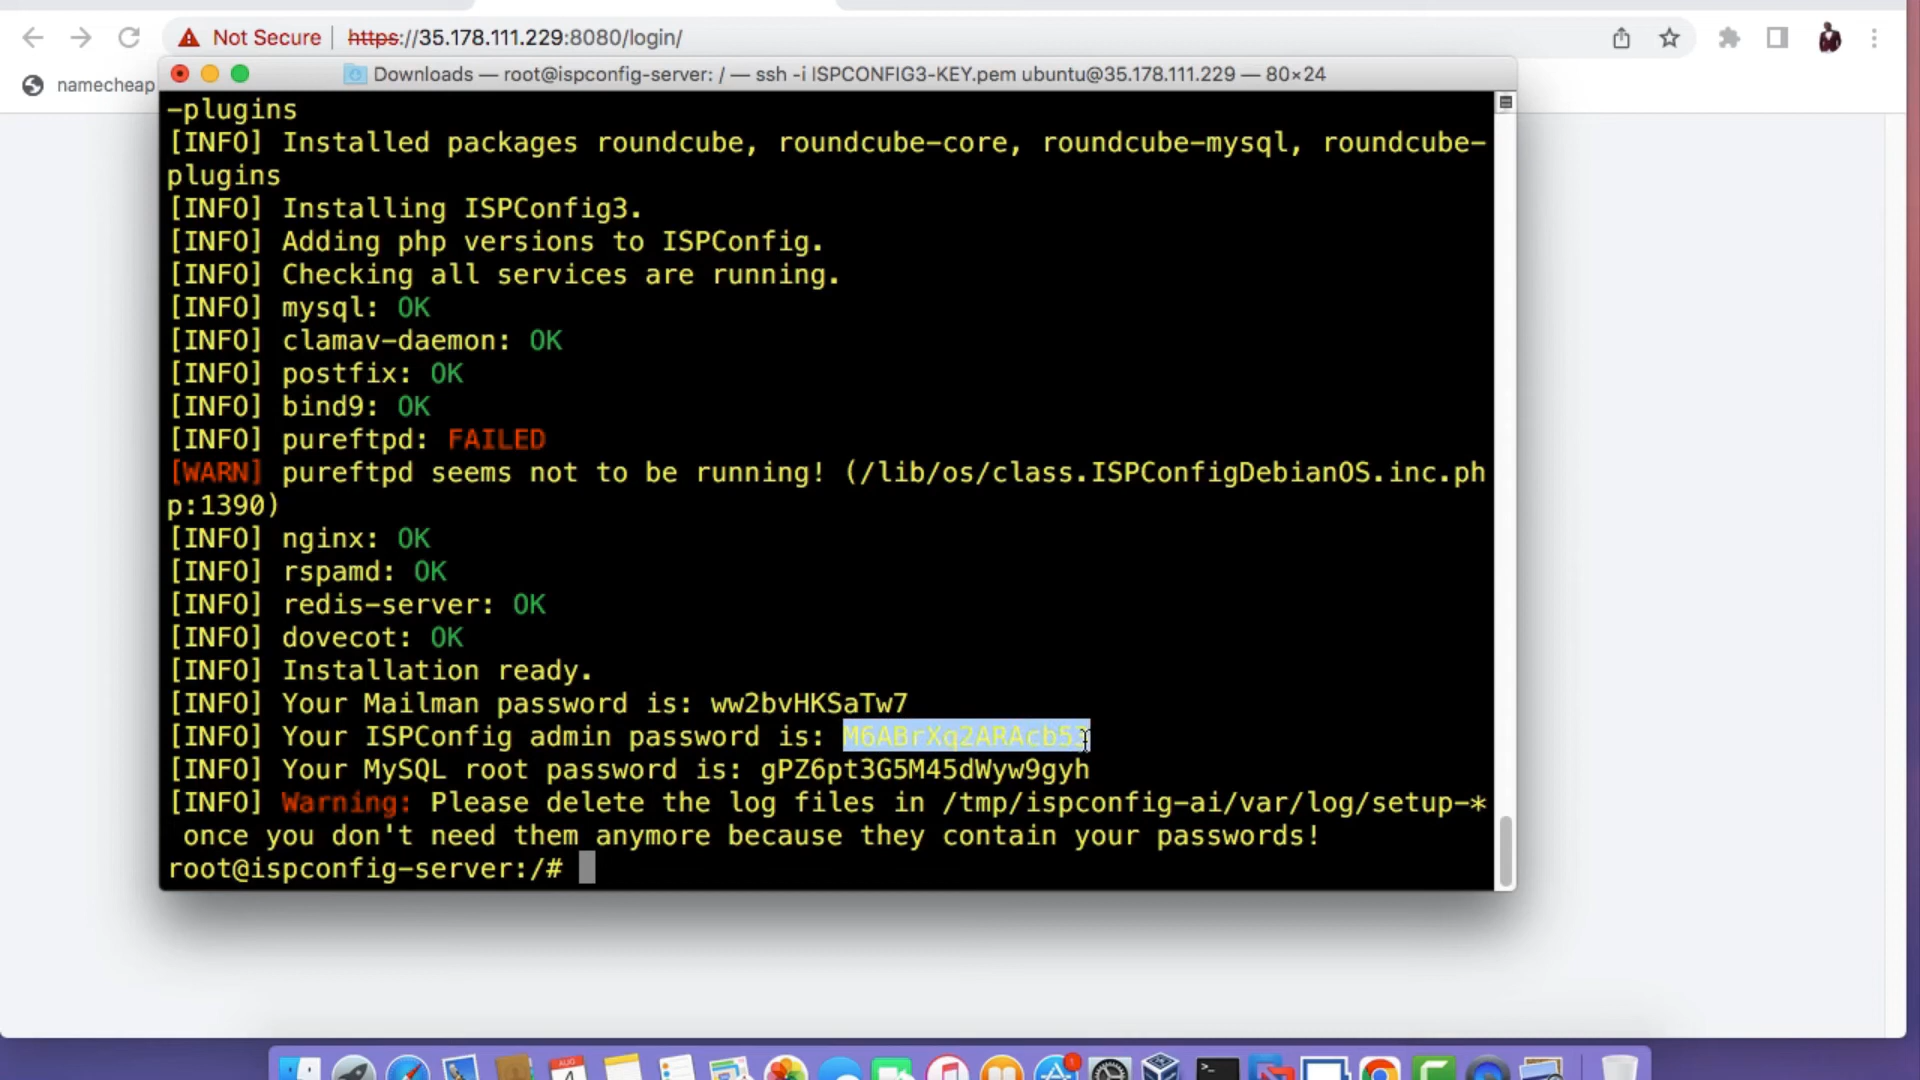 Not Secure https://35.178.111.229:8080/login/
Downloads — root@ispconfig-server: / — ssh -i ISPCONFIG3-KEY.pem ubuntu@35.178.111.229 — 80×24
namecheap
-plugins
[INFO] Installed packages roundcube, roundcube-core, roundcube-mysql, roundcube-
plugins
[INFO] Installing ISPConfig3.
[INFO] Adding php versions to ISPConfig.
[INFO] Checking all services are running.
[INFO] mysql: OK
[INFO] clamav-daemon: OK
[INFO] postfix: OK
[INFO] bind9: OK
[INFO] pureftpd: FAILED
[WARN] pureftpd seems not to be running! (/lib/os/class.ISPConfigDebianOS.inc.ph
p:1390)
[INFO] nginx: OK
[INFO] rspamd: OK
[INFO] redis-server: OK
[INFO] dovecot: OK
[INFO] Installation ready.
[INFO] Your Mailman password is: ww2bvHKSaTw7
[INFO] Your ISPConfig admin password is:
[INFO] Your MySQL root password is: gPZ6pt3G5M45dWyw9gyh
[INFO] Warning: Please delete the log files in /tmp/ispconfig-ai/var/log/setup-*
once you don't need them anymore because they contain your passwords!
root@ispconfig-server:/#
AUG